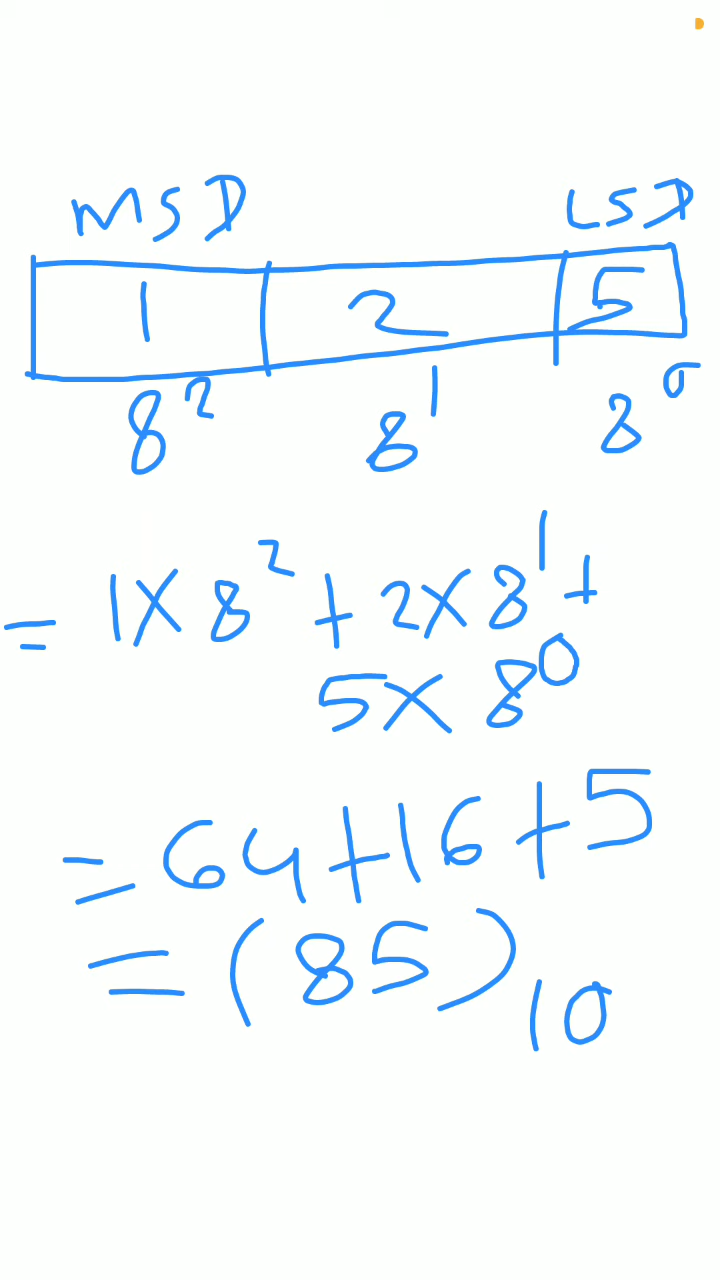 MSD LSD
1 2 5
8² 8¹ 8⁰
= 1 × 8² + 2 × 8¹ +
5 × 8⁰
= 64 + 16 + 5
= (85)₁₀